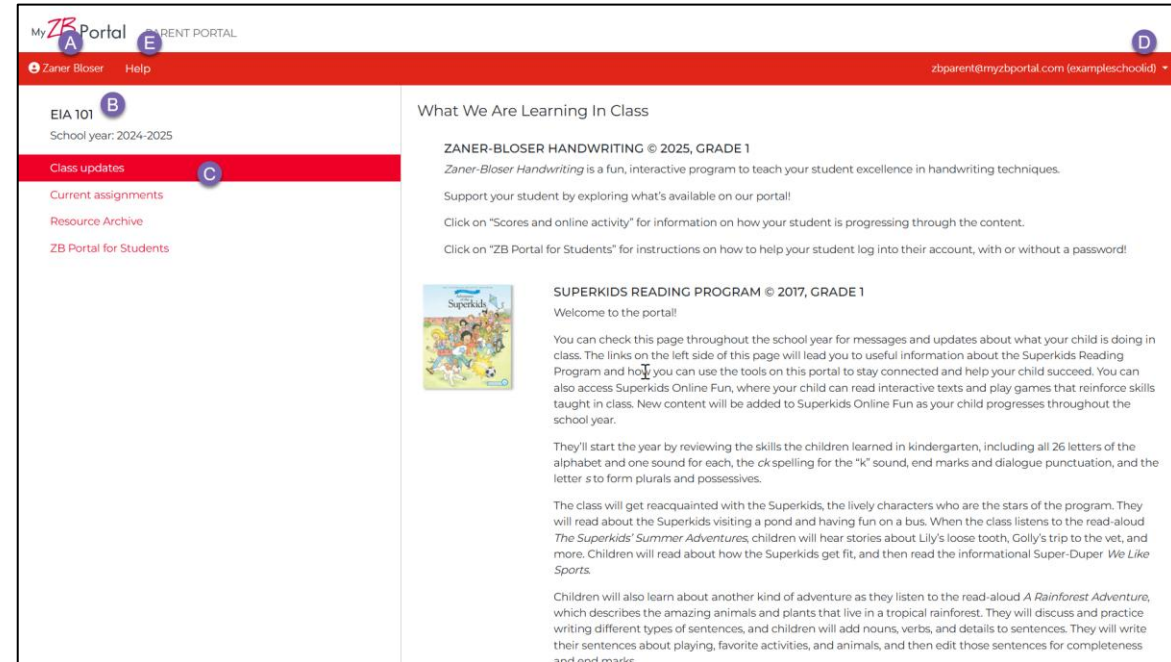 My ZB Portal PARENT PORTAL
A E D
Zaner Bloser Help zbparent@myzbportal.com (exampleschoolid)
EIA 101 B
School year: 2024-2025
Class updates C
Current assignments
Resource Archive
ZB Portal for Students
What We Are Learning In Class
ZANER-BLOSER HANDWRITING © 2025, GRADE 1
Zaner-Bloser Handwriting is a fun, interactive program to teach your student excellence in handwriting techniques.
Support your student by exploring what's available on our portal!
Click on “Scores and online activity” for information on how your student is progressing through the content.
Click on “ZB Portal for Students” for instructions on how to help your student log into their account, with or without a password!
Superkids
SUPERKIDS READING PROGRAM © 2017, GRADE 1
Welcome to the portal!
You can check this page throughout the school year for messages and updates about what your child is doing in
class. The links on the left side of this page will lead you to useful information about the Superkids Reading
Program and how you can use the tools on this portal to stay connected and help your child succeed. You can
also access Superkids Online Fun, where your child can read interactive texts and play games that reinforce skills
taught in class. New content will be added to Superkids Online Fun as your child progresses throughout the
school year.
They'll start the year by reviewing the skills the children learned in kindergarten, including all 26 letters of the
alphabet and one sound for each, the ck spelling for the “k” sound, end marks and dialogue punctuation, and the
letter s to form plurals and possessives.
The class will get reacquainted with the Superkids, the lively characters who are the stars of the program. They
will read about the Superkids visiting a pond and having fun on a bus. When the class listens to the read-aloud
The Superkids' Summer Adventures, children will hear stories about Lily's loose tooth, Golly's trip to the vet, and
more. Children will read about how the Superkids get fit, and then read the informational Super-Duper We Like
Sports.
Children will also learn about another kind of adventure as they listen to the read-aloud A Rainforest Adventure,
which describes the amazing animals and plants that live in a tropical rainforest. They will discuss and practice
writing different types of sentences, and children will add nouns, verbs, and details to sentences. They will write
their sentences about playing, favorite activities, and animals, and then edit those sentences for completeness
and end marks.